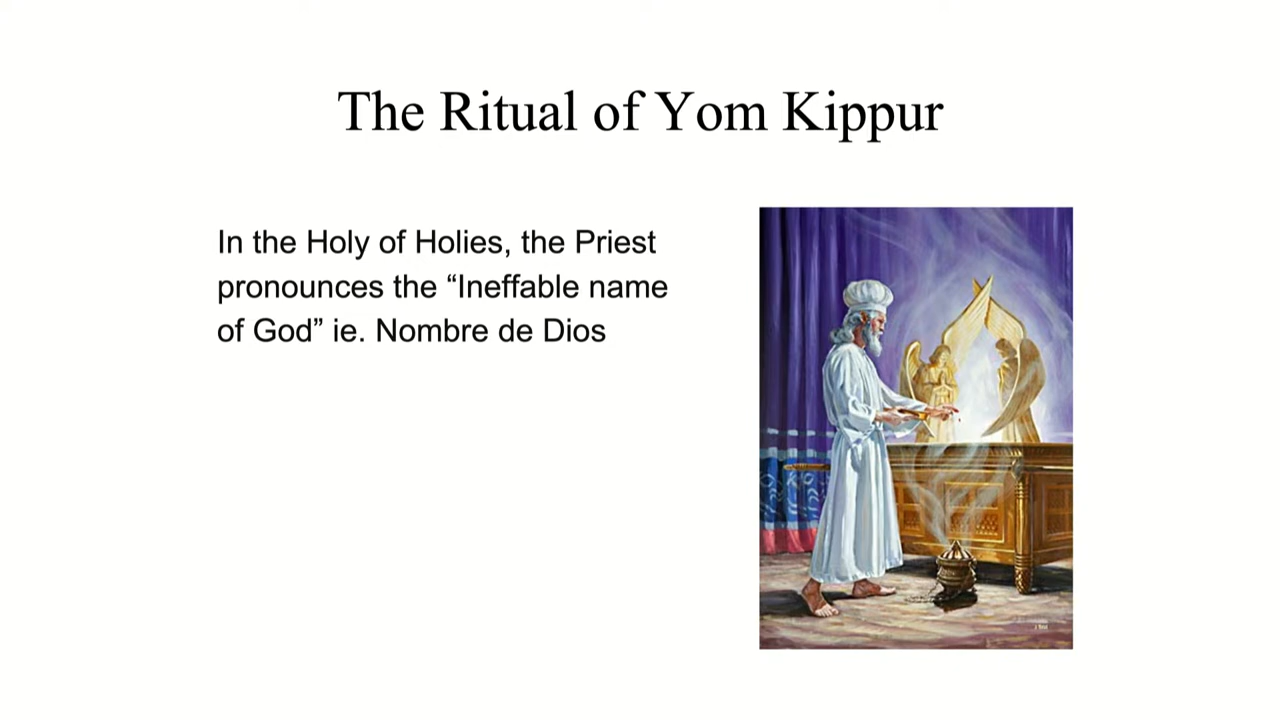 The Ritual of Yom Kippur
In the Holy of Holies, the Priest
pronounces the “Ineffable name
of God” ie. Nombre de Dios